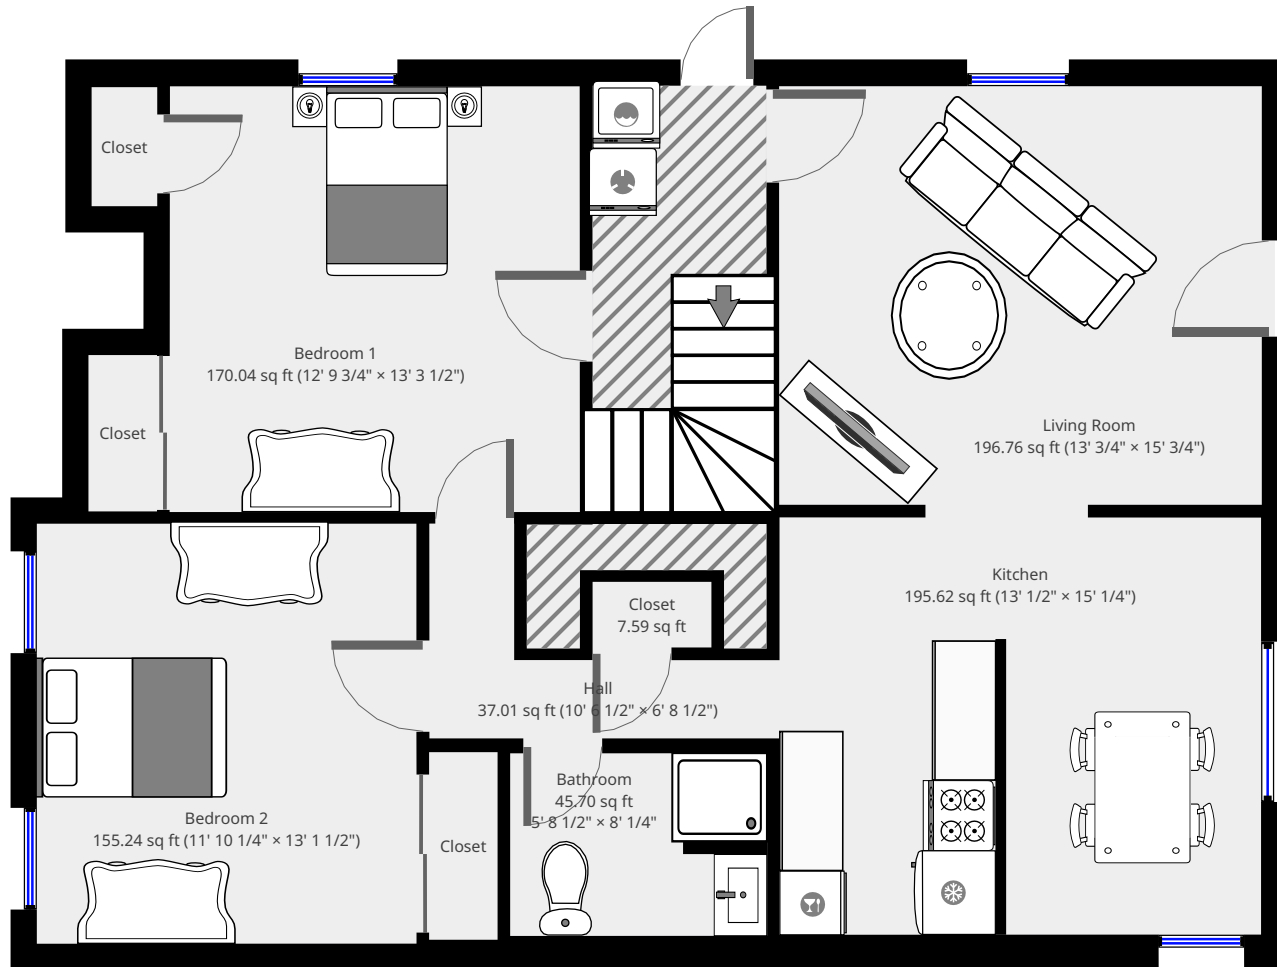 Closet
Bedroom 1
170.04 sq ft (12' 9 3/4" × 13' 3 1/2")
Closet
Living Room
196.76 sq ft (13' 3/4" × 15' 3/4")
Kitchen
195.62 sq ft (13' 1/2" × 15' 1/4")
Closet
7.59 sq ft
Hall
37.01 sq ft (10' 6 1/2" × 6' 8 1/2")
Bathroom
45.70 sq ft
5' 8 1/2" × 8' 1/4"
Bedroom 2
155.24 sq ft (11' 10 1/4" × 13' 1 1/2")
Closet